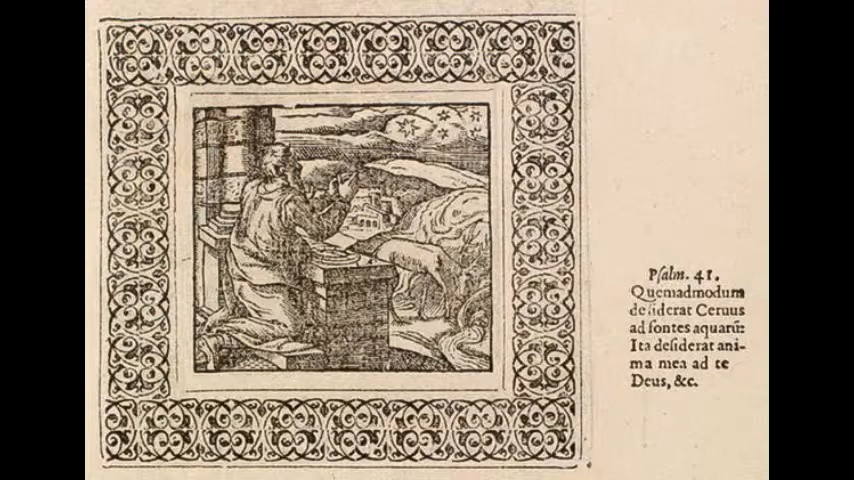 Psalm. 41.
Quemadmodum
desiderat Ceruus
ad fontes aquarũ:
Ita desiderat ani-
ma mea ad te
Deus, &c.